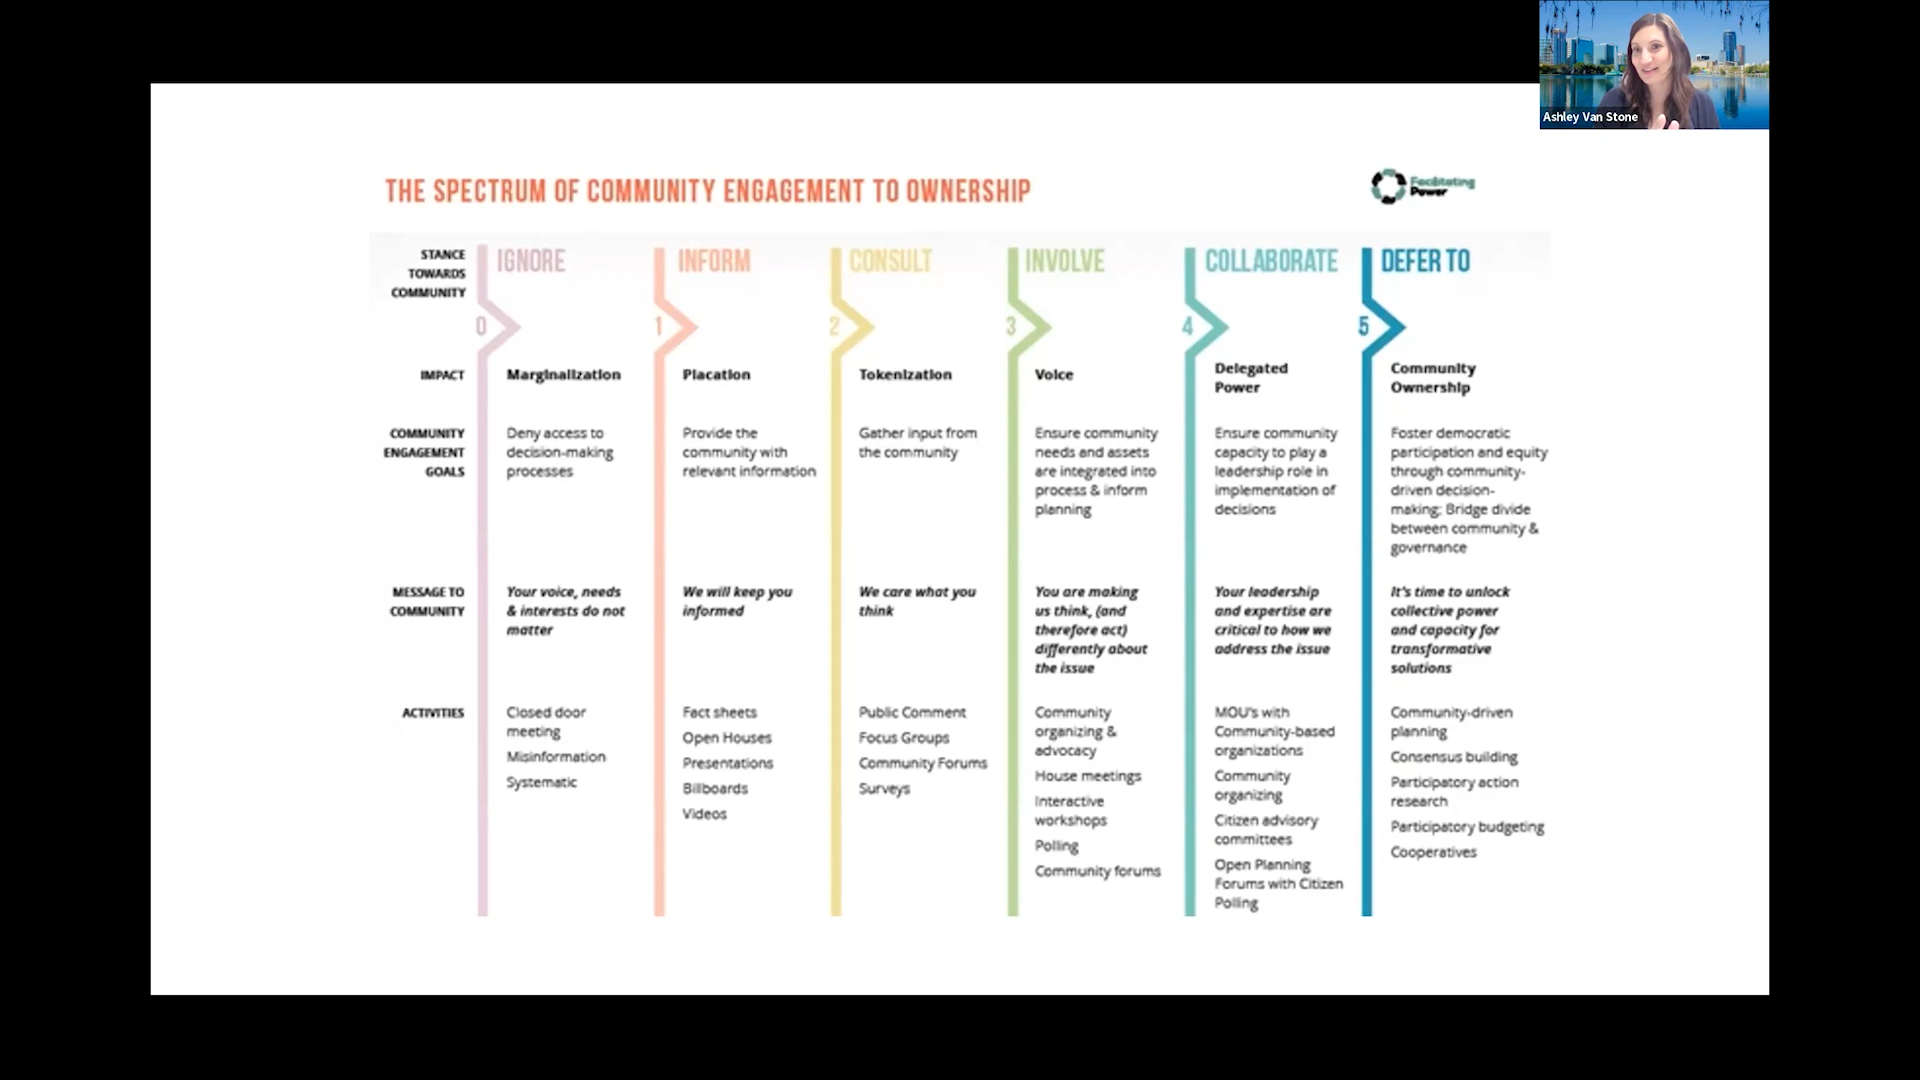 Ashley Van Stone
THE SPECTRUM OF COMMUNITY ENGAGEMENT TO OWNERSHIP
Facilitating
Power
STANCE
TOWARDS
COMMUNITY
IGNORE
INFORM
CONSULT
INVOLVE
COLLABORATE
DEFER TO
0
1
2
3
4
5
IMPACT
Marginalization
Placation
Tokenization
Voice
Delegated
Power
Community
Ownership
COMMUNITY
ENGAGEMENT
GOALS
Deny access to
decision-making
processes
Provide the
community with
relevant information
Gather input from
the community
Ensure community
needs and assets
are integrated into
process & inform
planning
Ensure community
capacity to play a
leadership role in
implementation of
decisions
Foster democratic
participation and equity
through community-
driven decision-
making; Bridge divide
between community &
governance
MESSAGE TO
COMMUNITY
Your voice, needs
& interests do not
matter
We will keep you
informed
We care what you
think
You are making
us think, (and
therefore act)
differently about
the issue
Your leadership
and expertise are
critical to how we
address the issue
It's time to unlock
collective power
and capacity for
transformative
solutions
ACTIVITIES
Closed door
meeting
Misinformation
Systematic
Fact sheets
Open Houses
Presentations
Billboards
Videos
Public Comment
Focus Groups
Community Forums
Surveys
Community
organizing &
advocacy
House meetings
Interactive
workshops
Polling
Community forums
MOU's with
Community-based
organizations
Community
organizing
Citizen advisory
committees
Open Planning
Forums with Citizen
Polling
Community-driven
planning
Consensus building
Participatory action
research
Participatory budgeting
Cooperatives